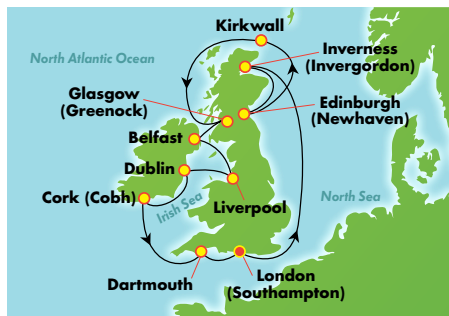 Kirkwall
North Atlantic Ocean
Inverness
(Invergordon)
Glasgow
(Greenock)
Edinburgh
(Newhaven)
Belfast
Dublin
Cork (Cobh)
Irish Sea
Liverpool
North Sea
Dartmouth
London
(Southampton)